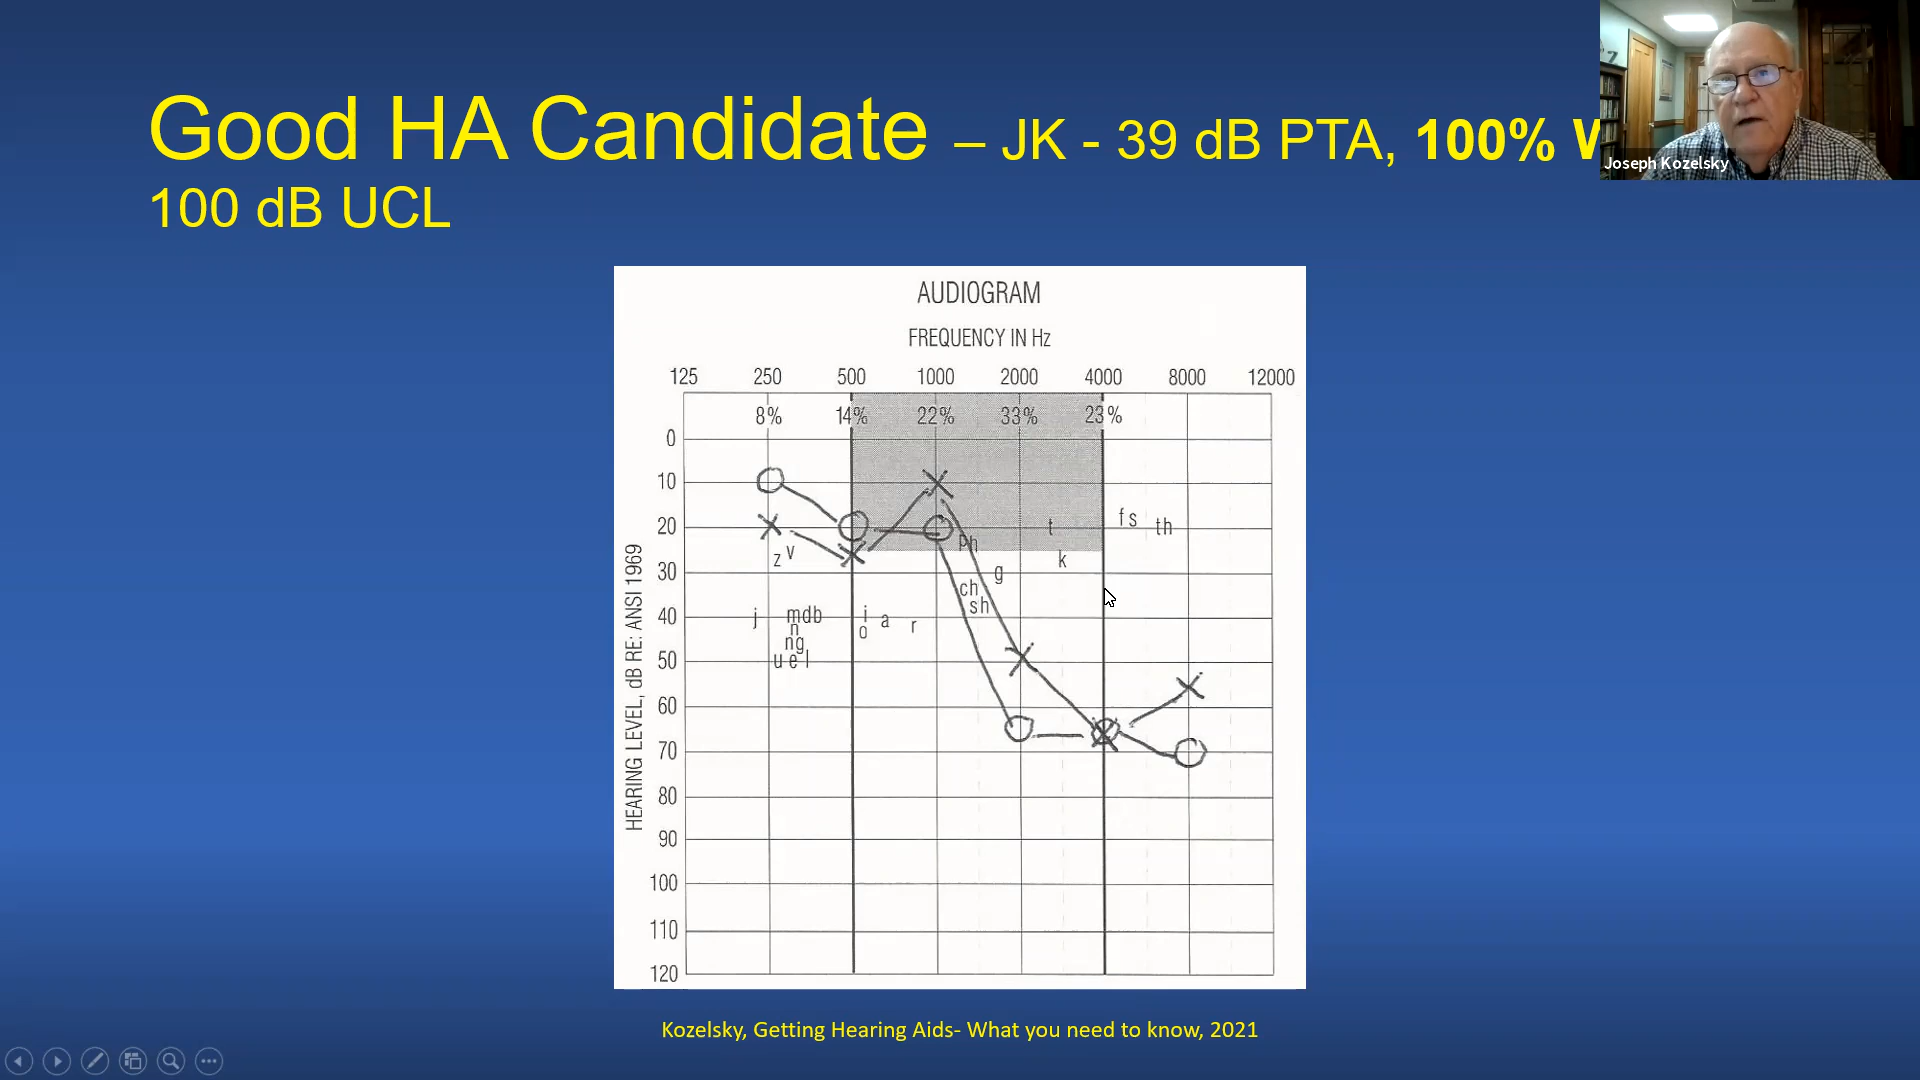 Good HA Candidate – JK - 39 dB PTA, 100%
100 dB UCL
Joseph Kozelsky
AUDIOGRAM
FREQUENCY IN Hz
125 250 500 1000 2000 4000 8000 12000
8% 14% 22% 33% 23%
HEARING LEVEL, dB RE: ANSI 1969
0
10
20
30
40
50
60
70
80
90
100
110
120
t f s th
ph
z v k
g
ch
sh
j mdb i a r
n o
ng
u e l
Kozelsky, Getting Hearing Aids- What you need to know, 2021